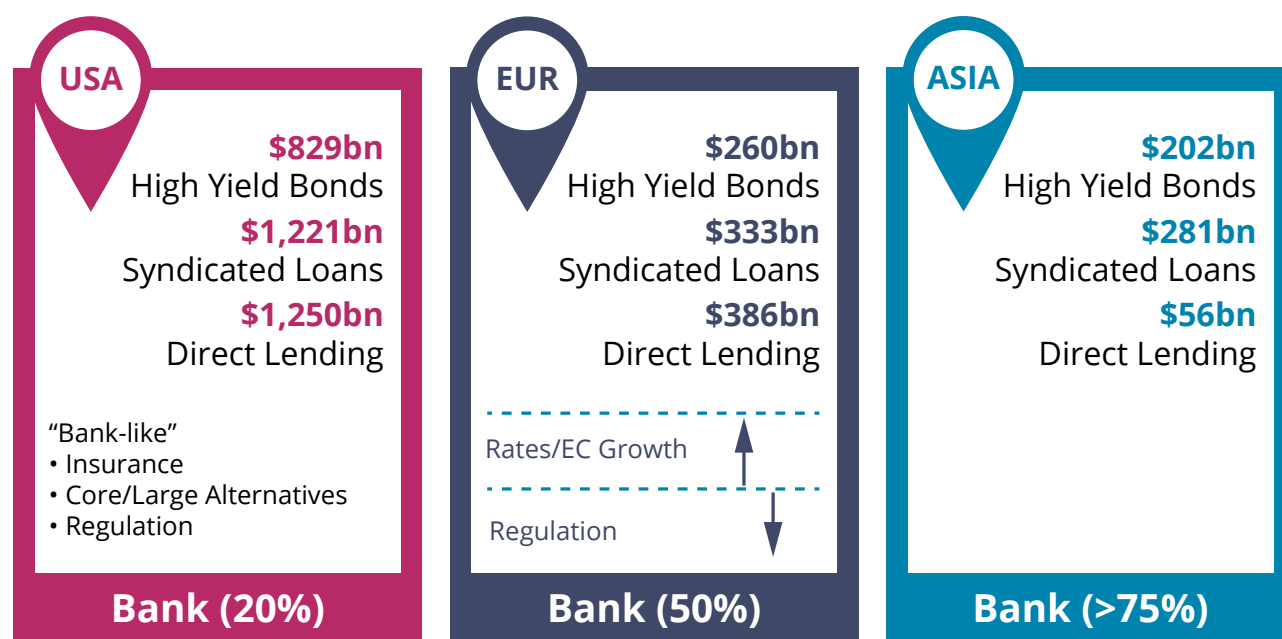 USA
$829bn
High Yield Bonds
$1,221bn
Syndicated Loans
$1,250bn
Direct Lending
“Bank-like”
• Insurance
• Core/Large Alternatives
• Regulation
Bank (20%)
EUR
$260bn
High Yield Bonds
$333bn
Syndicated Loans
$386bn
Direct Lending
Rates/EC Growth
Regulation
Bank (50%)
ASIA
$202bn
High Yield Bonds
$281bn
Syndicated Loans
$56bn
Direct Lending
Bank (>75%)